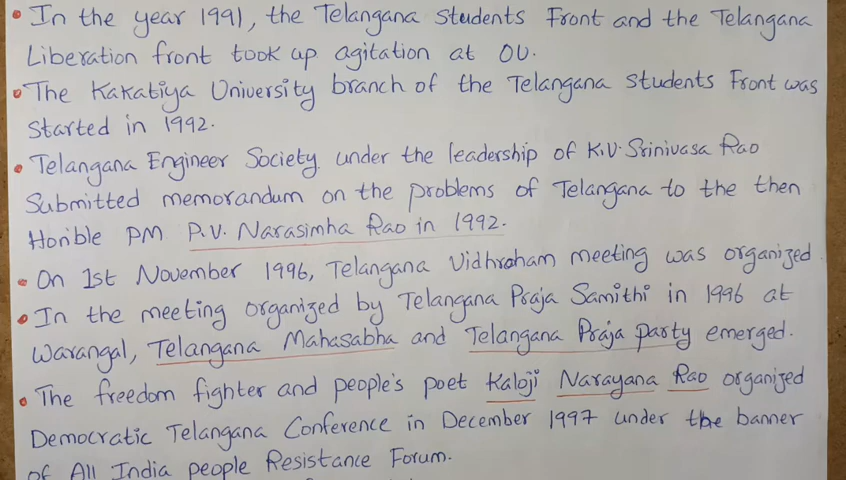 • In the year 1991, the Telangana Students Front and the Telangana
Liberation front took up agitation at OU.
• The Kakatiya University branch of the Telangana Students Front was
started in 1992.
• Telangana Engineer Society under the leadership of K.V. Srinivasa Rao
Submitted memorandum on the problems of Telangana to the then
Hon'ble PM P.V. Narasimha Rao in 1992.
• On 1st November 1996, Telangana Vidhroham meeting was organized
• In the meeting organized by Telangana Praja Samithi in 1996 at
Warangal, Telangana Mahasabha and Telangana Praja party emerged.
• The freedom fighter and people's poet Kaloji Narayana Rao organized
Democratic Telangana Conference in December 1997 under the banner
of All India people Resistance Forum.